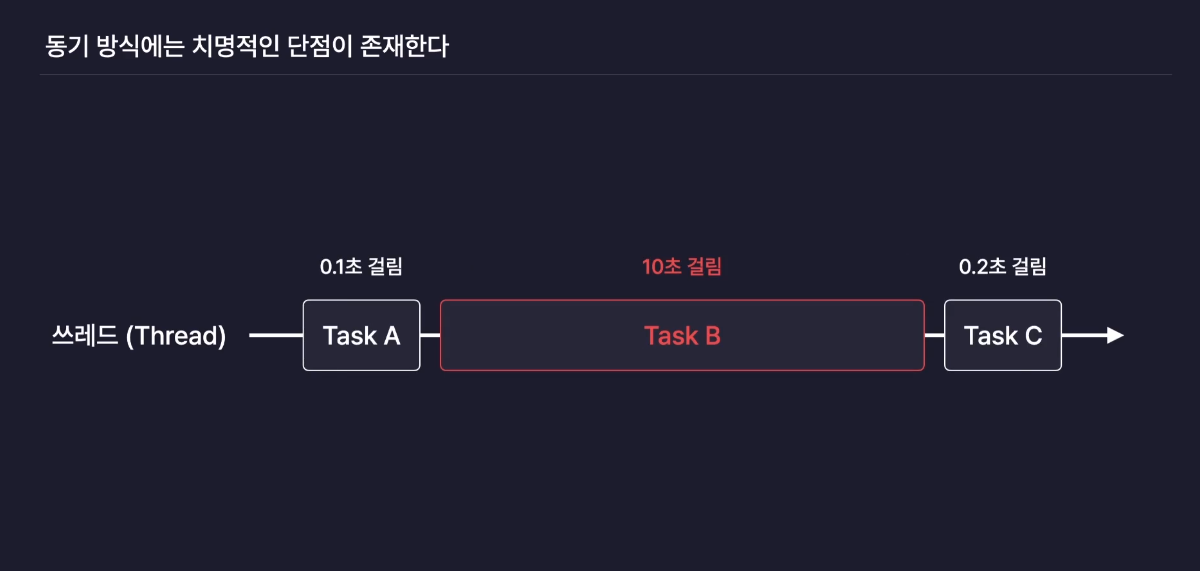 동기 방식에는 치명적인 단점이 존재한다
0.1초 걸림
10초 걸림
0.2초 걸림
쓰레드 (Thread)
Task A
Task B
Task C